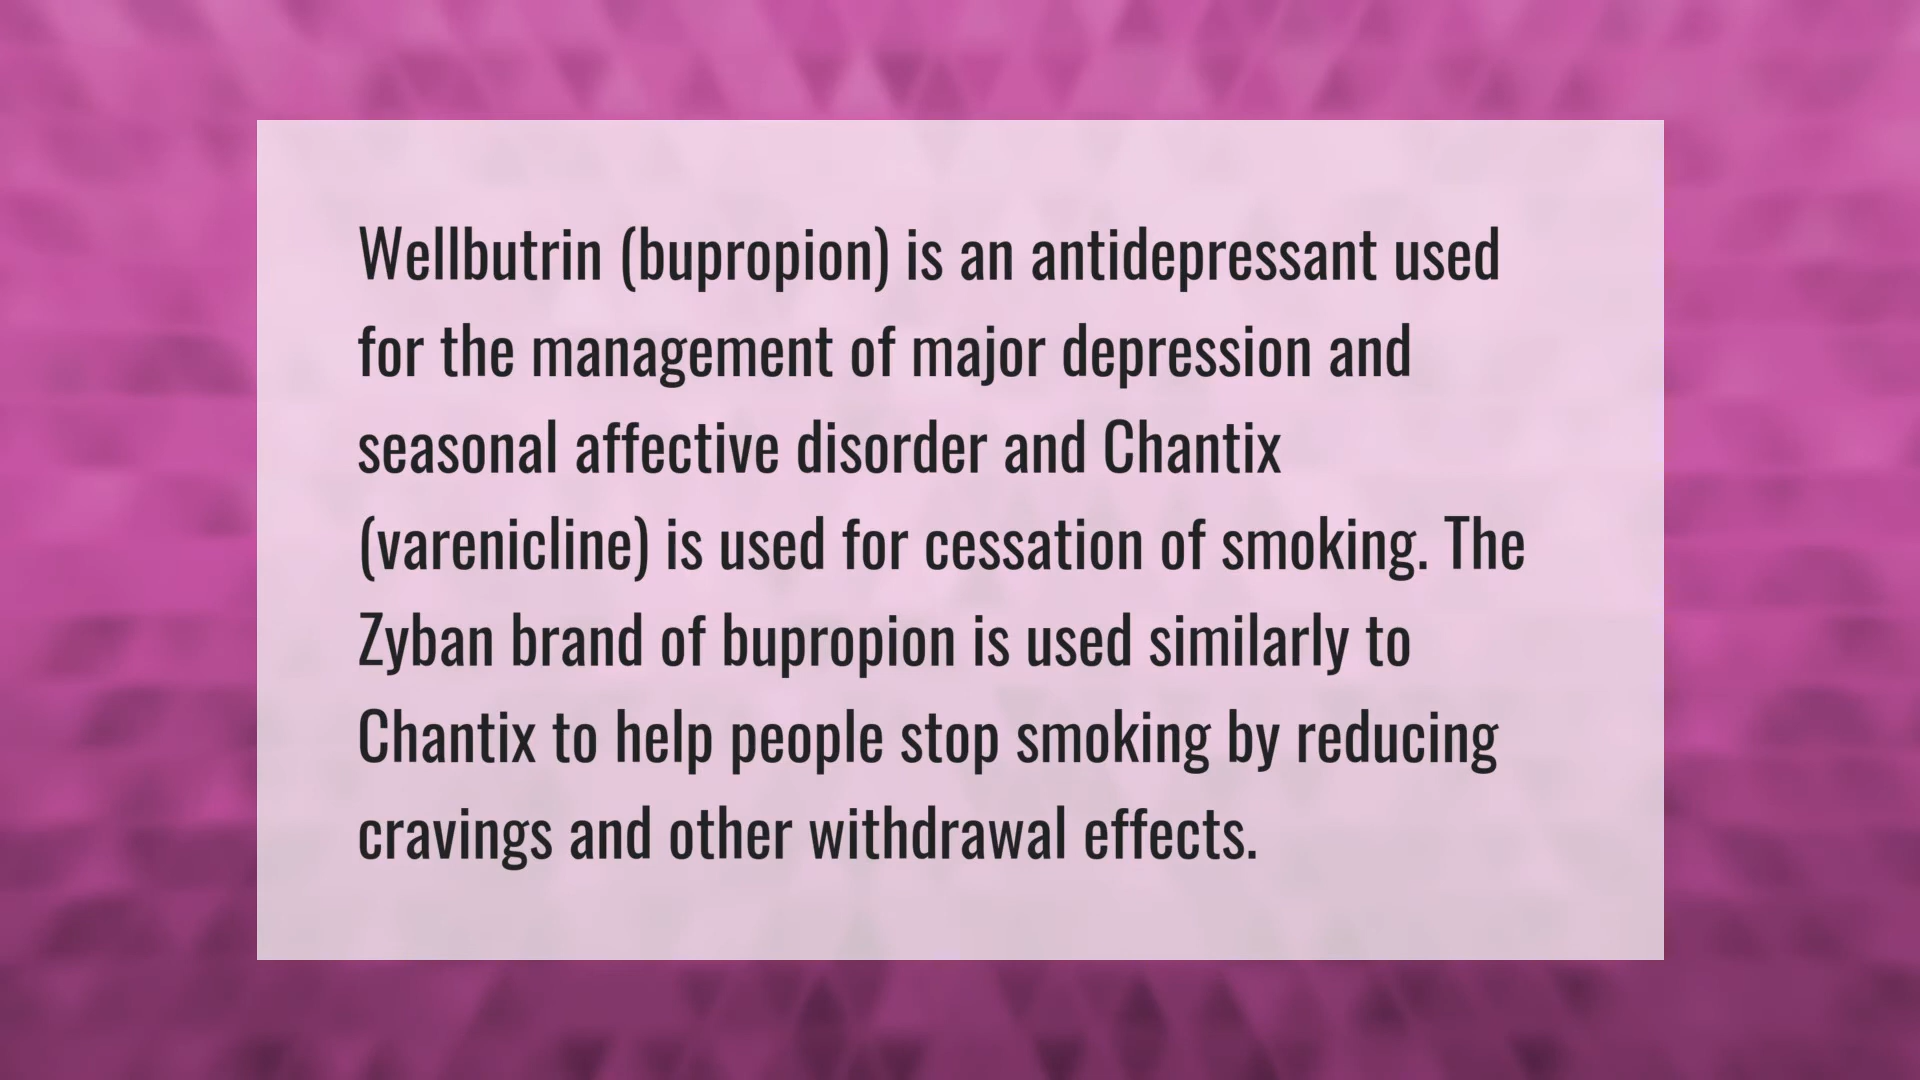 Wellbutrin (bupropion) is an antidepressant used
for the management of major depression and
seasonal affective disorder and Chantix
(varenicline) is used for cessation of smoking. The
Zyban brand of bupropion is used similarly to
Chantix to help people stop smoking by reducing
cravings and other withdrawal effects.